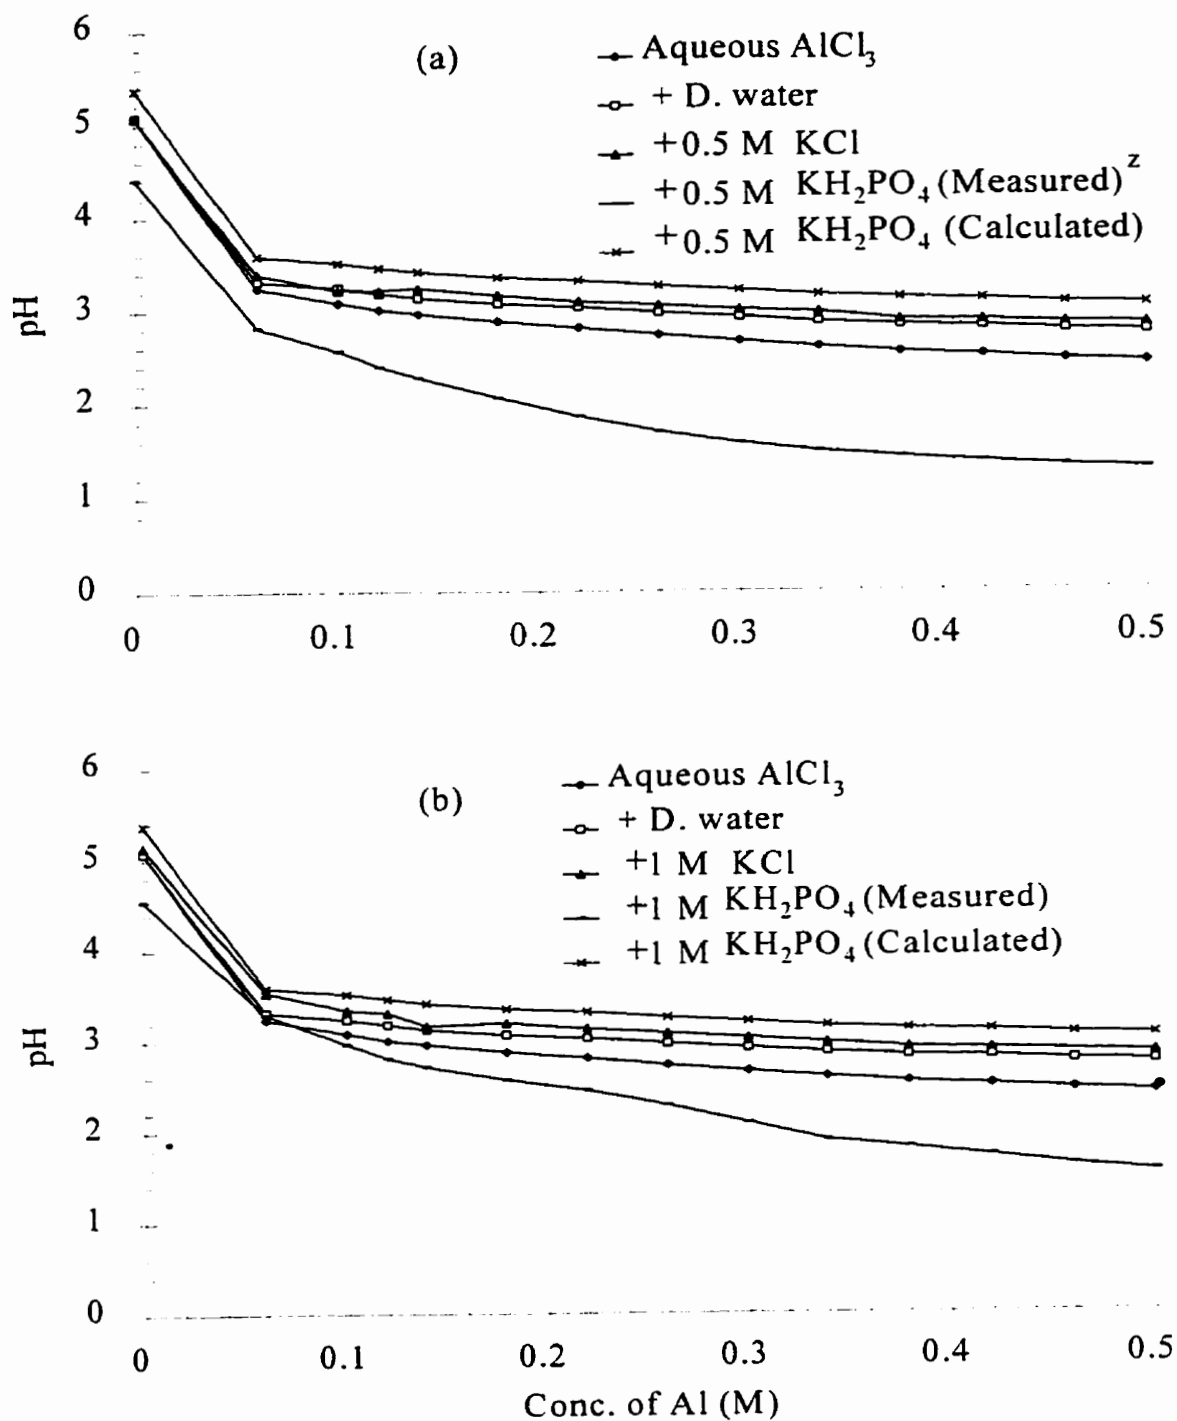 (a)
Aqueous AlCl₃
+ D. water
+0.5 M KCl
+0.5 M KH₂PO₄ (Measured)ᶻ
+0.5 M KH₂PO₄ (Calculated)
pH
6
5
4
3
2
1
0
0 0.1 0.2 0.3 0.4 0.5
(b)
Aqueous AlCl₃
+ D. water
+1 M KCl
+1 M KH₂PO₄ (Measured)
+1 M KH₂PO₄ (Calculated)
pH
6
5
4
3
2
1
0
0 0.1 0.2 0.3 0.4 0.5
Conc. of Al (M)